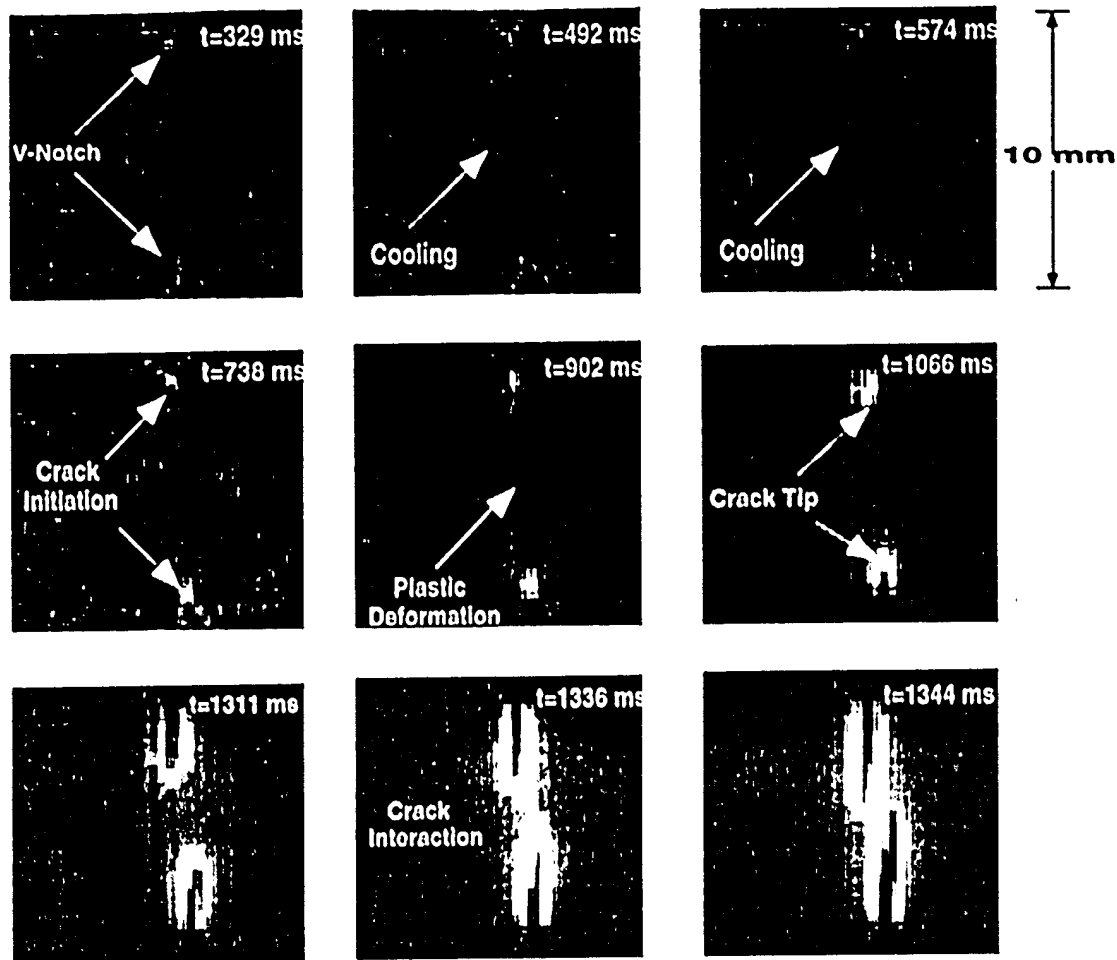 t=329 ms
t=492 ms
t=574 ms
V-Notch
Cooling
Cooling
10 mm
t=738 ms
t=902 ms
t=1066 ms
Crack
Initiation
Plastic
Deformation
Crack Tip
t=1311 ms
t=1336 ms
t=1344 ms
Crack
Intoraction